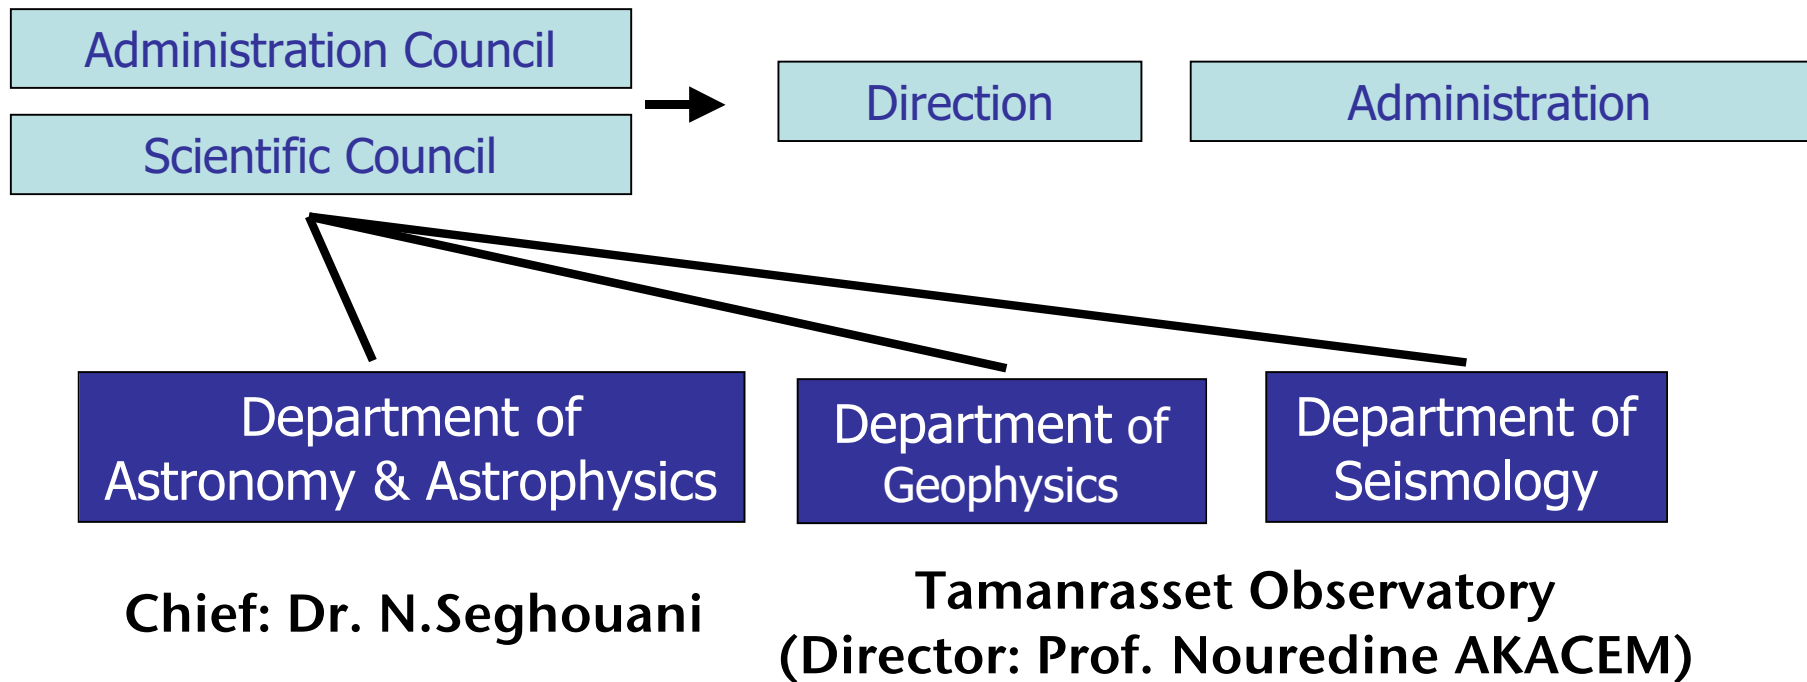 Administration Council
Scientific Council
Direction
Administration
Department of
Astronomy & Astrophysics
Department of
Geophysics
Department of
Seismology
Chief: Dr. N.Seghouani
Tamanrasset Observatory
(Director: Prof. Nouredine AKACEM)